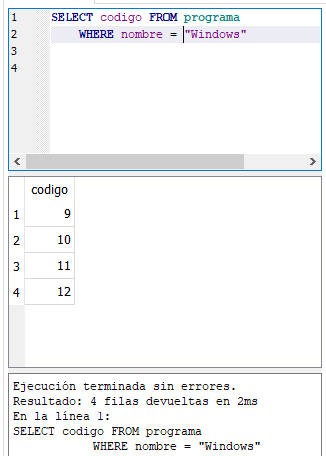 1 SELECT codigo FROM programa
2 WHERE nombre = "Windows"
3
4
codigo
1 9
2 10
3 11
4 12
Ejecución terminada sin errores.
Resultado: 4 filas devueltas en 2ms
En la línea 1:
SELECT codigo FROM programa
WHERE nombre = "Windows"